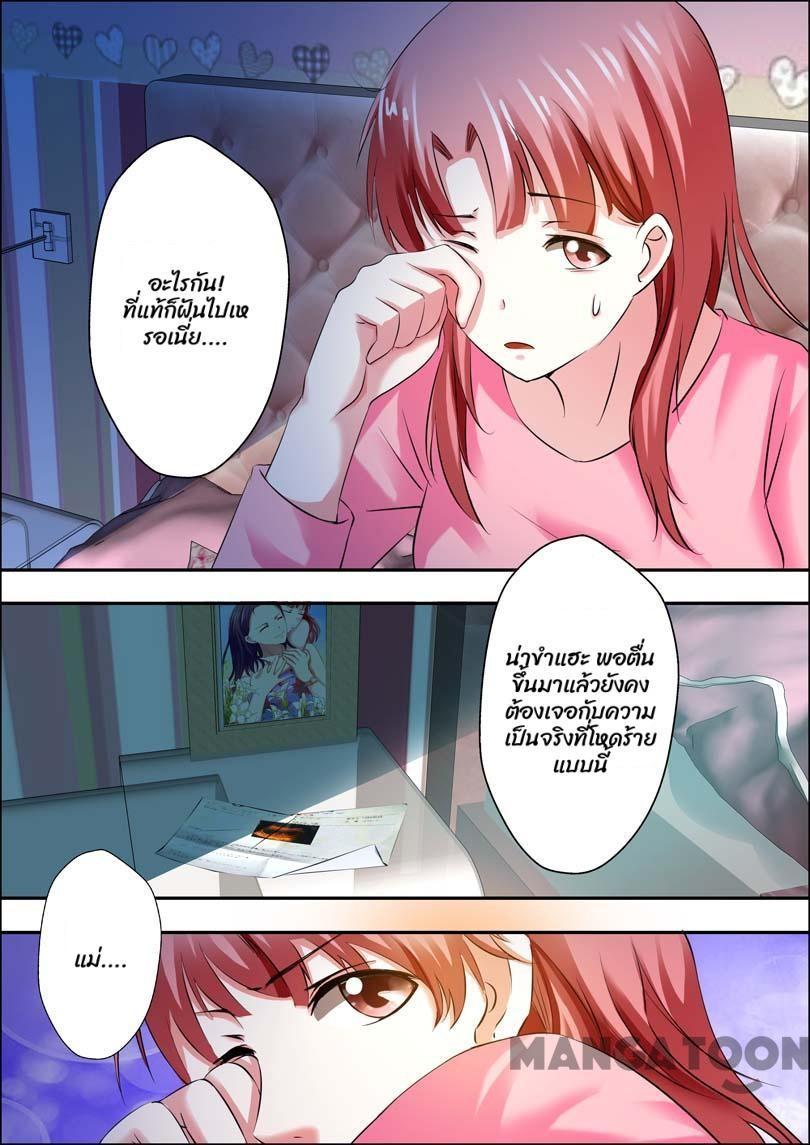 อะไรกัน!
ที่แท้ก็ฝันไปเห
รอเนี่ย....
น่าขำแฮะ พอตื่น
ขึ้นมาแล้วยังคง
ต้องเจอกับความ
เป็นจริงที่โหดร้าย
แบบนี้
แม่....
MANGATOON